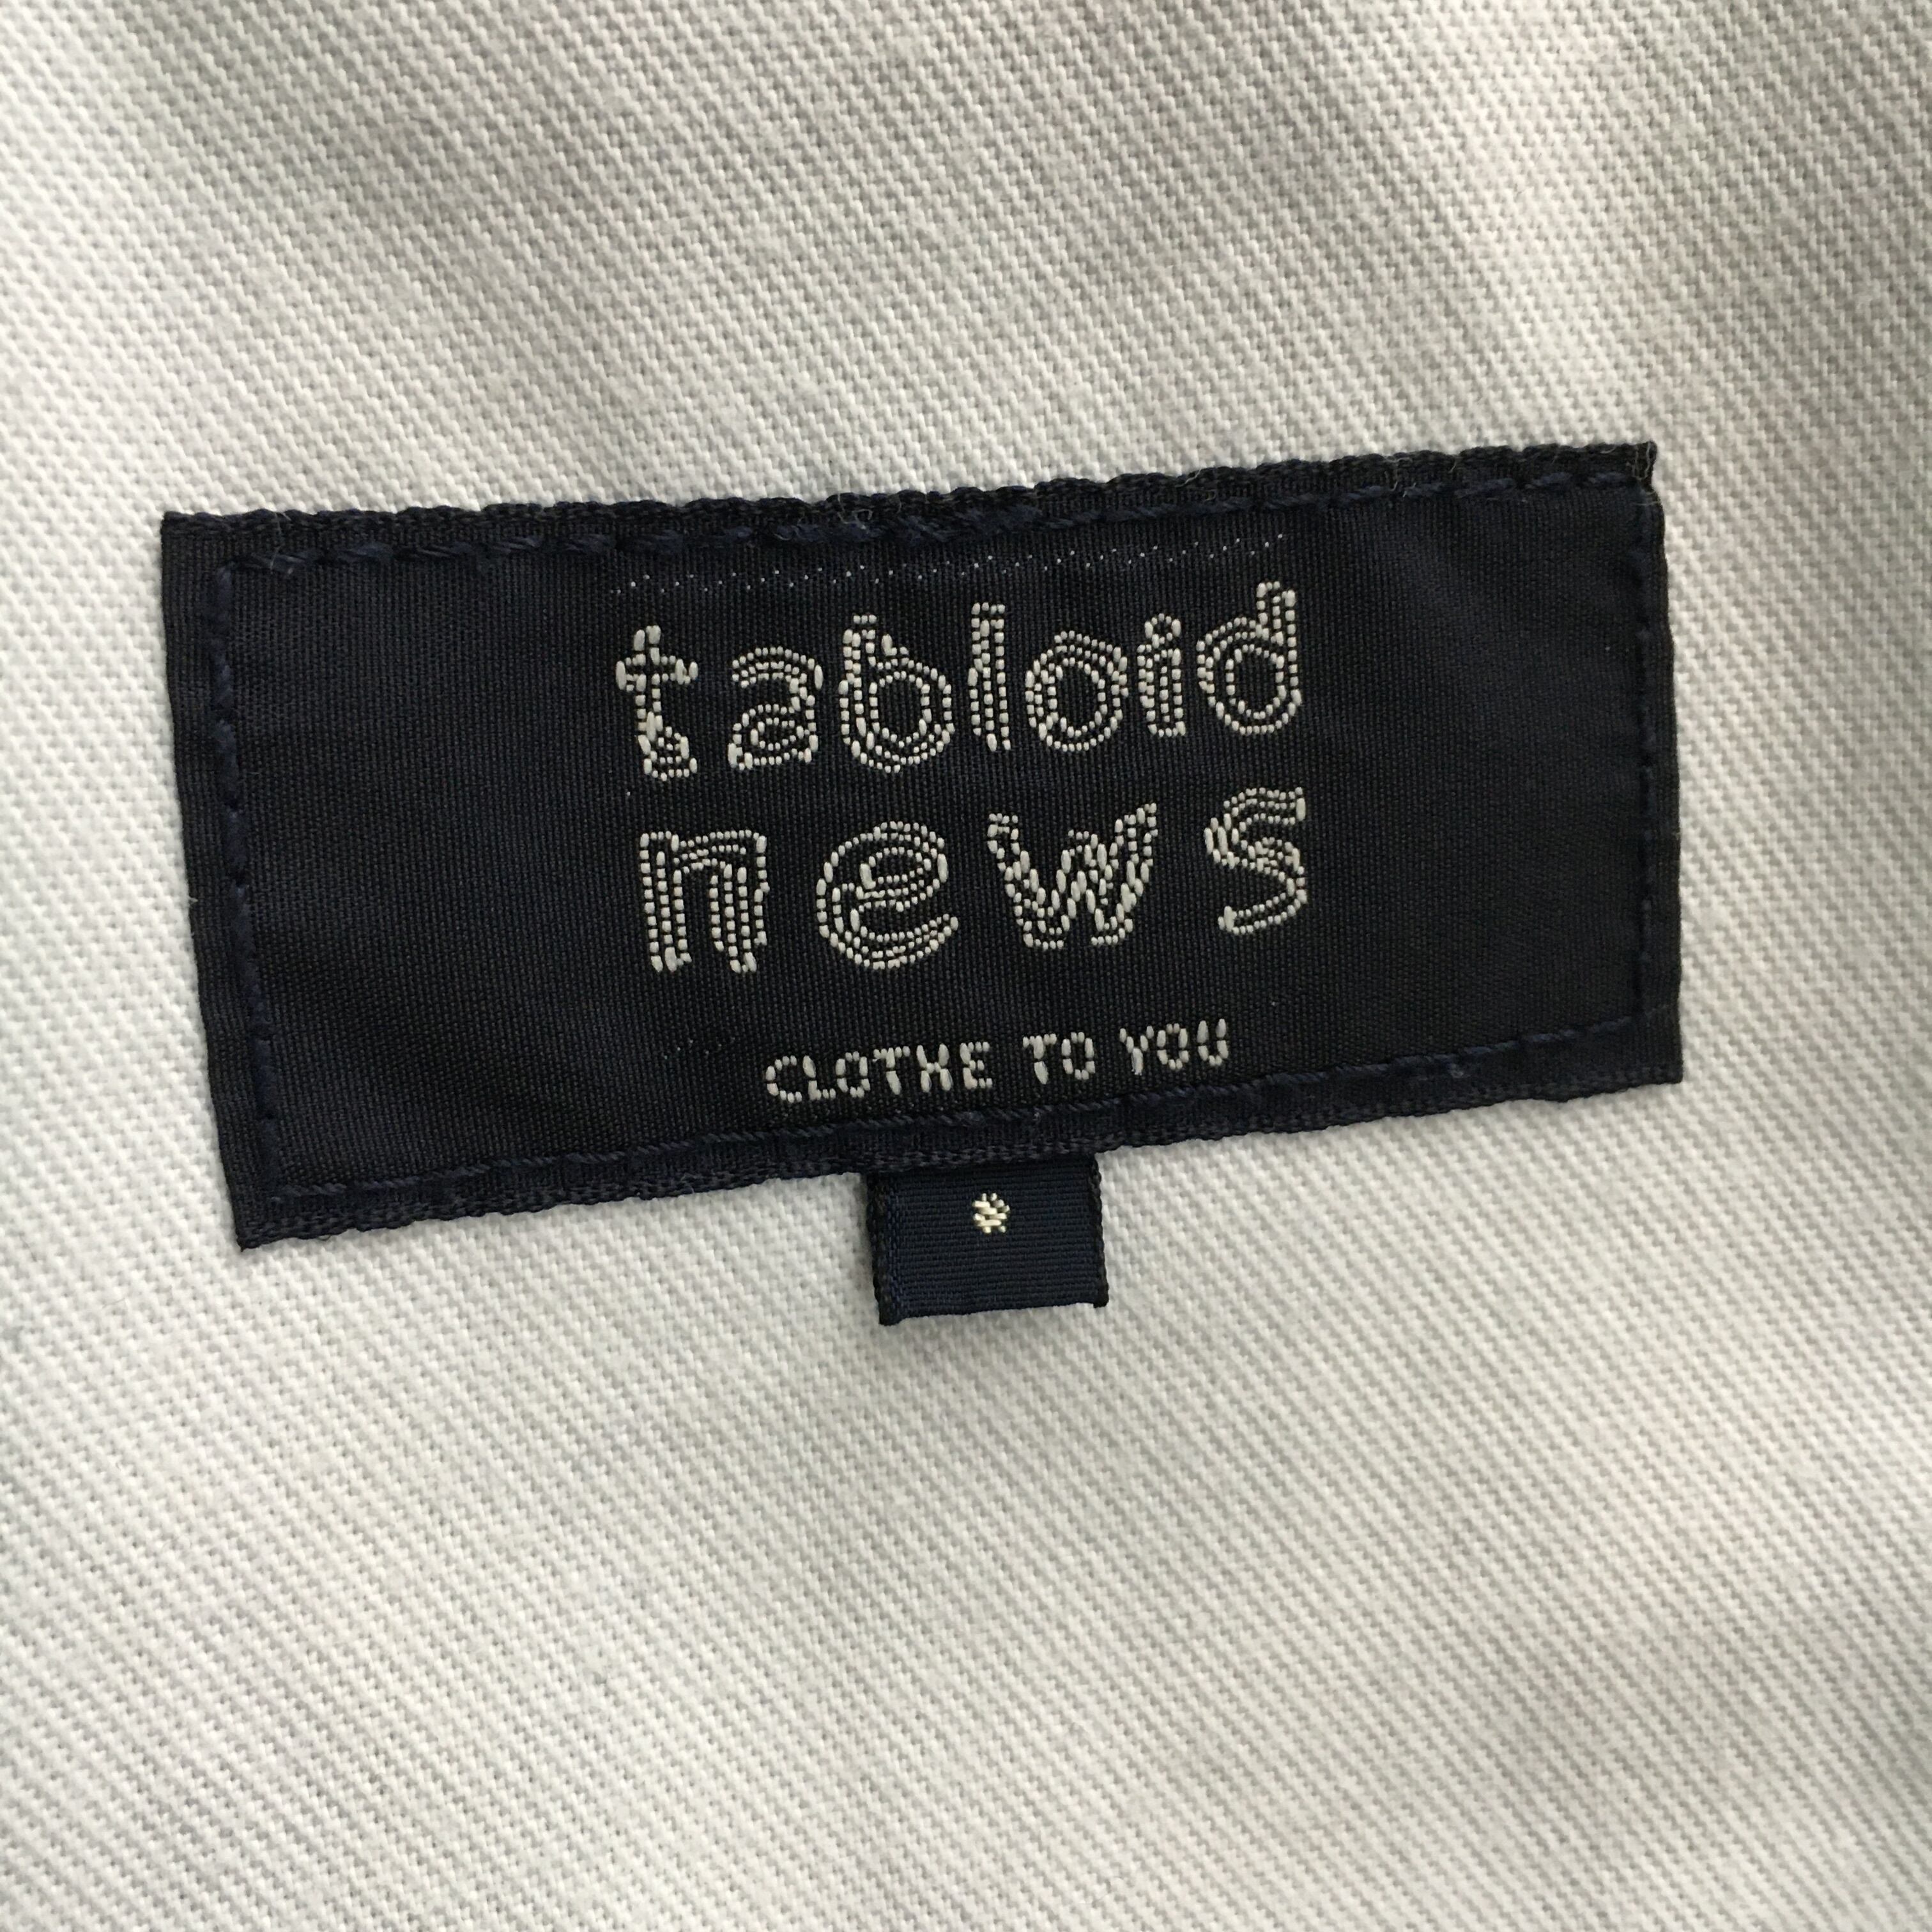 tabloid
news
CLOTHE TO YOU
*